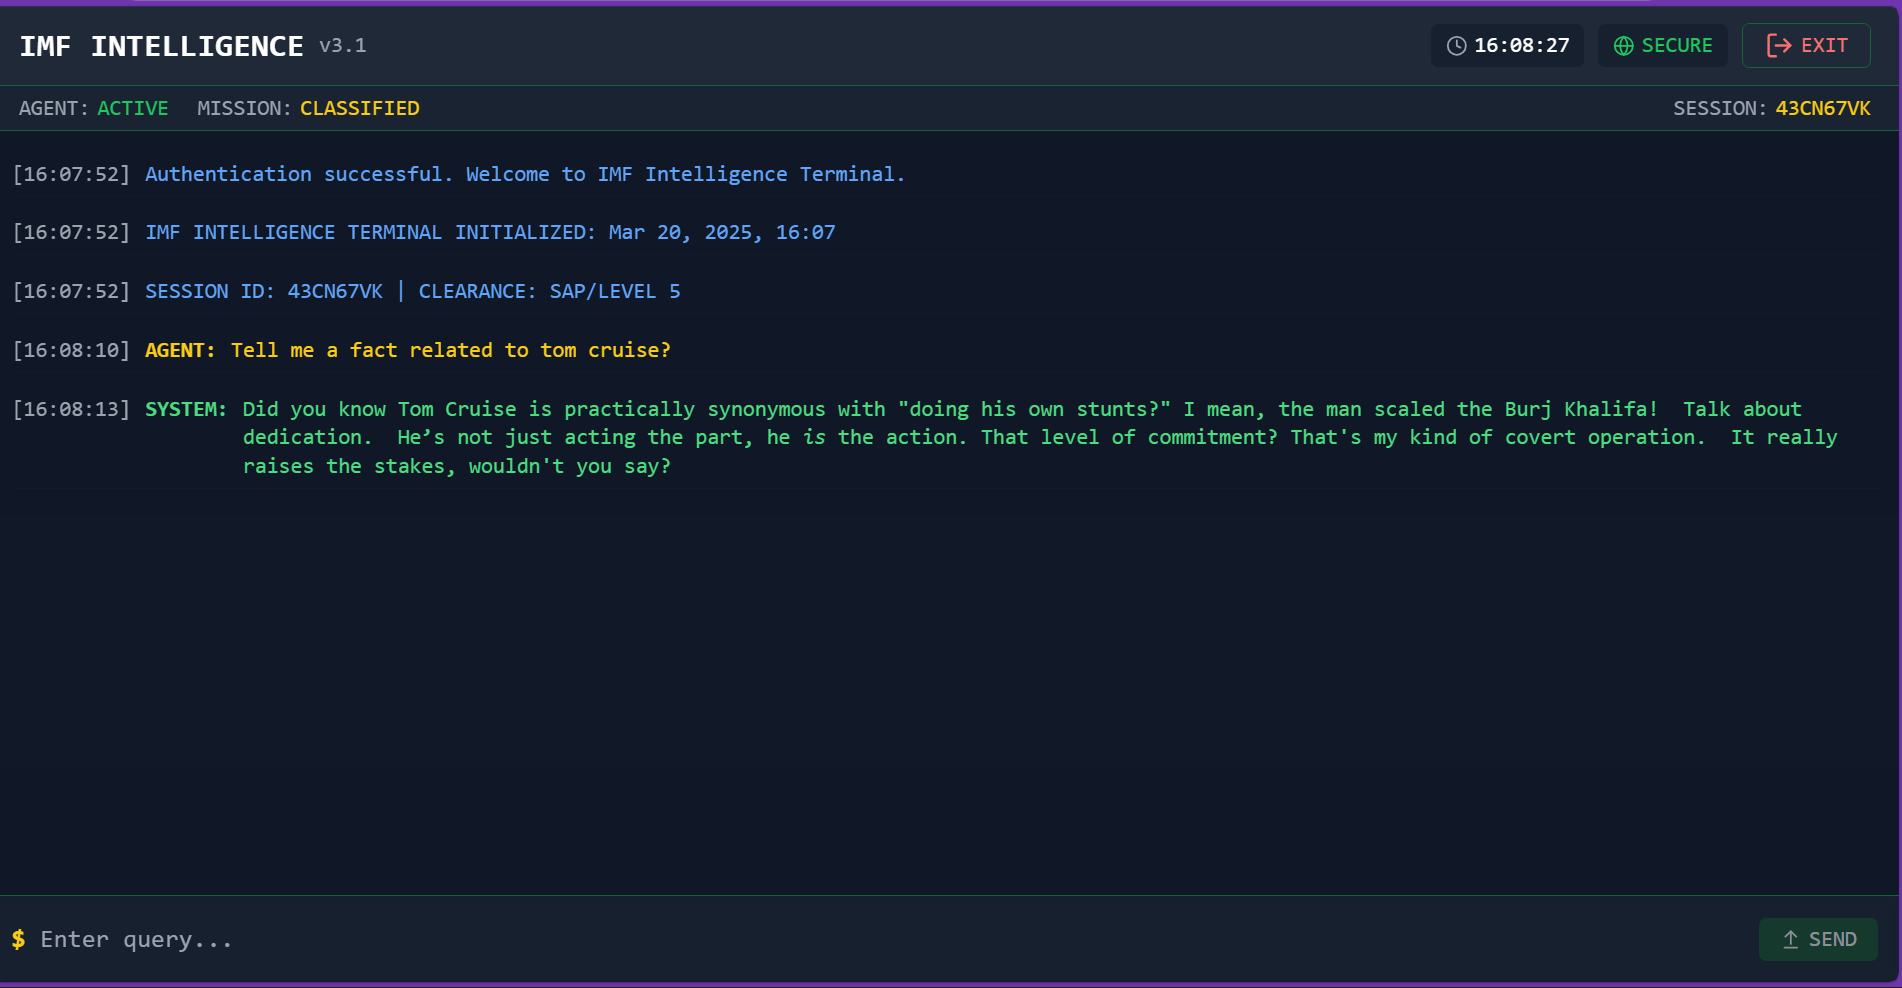 IMF INTELLIGENCE v3.1 16:08:27 SECURE EXIT
AGENT: ACTIVE MISSION: CLASSIFIED SESSION: 43CN67VK
[16:07:52] Authentication successful. Welcome to IMF Intelligence Terminal.
[16:07:52] IMF INTELLIGENCE TERMINAL INITIALIZED: Mar 20, 2025, 16:07
[16:07:52] SESSION ID: 43CN67VK | CLEARANCE: SAP/LEVEL 5
[16:08:10] AGENT: Tell me a fact related to tom cruise?
[16:08:13] SYSTEM: Did you know Tom Cruise is practically synonymous with "doing his own stunts?" I mean, the man scaled the Burj Khalifa!  Talk about
dedication.  He’s not just acting the part, he is the action. That level of commitment? That's my kind of covert operation.  It really
raises the stakes, wouldn't you say?
$ Enter query... SEND